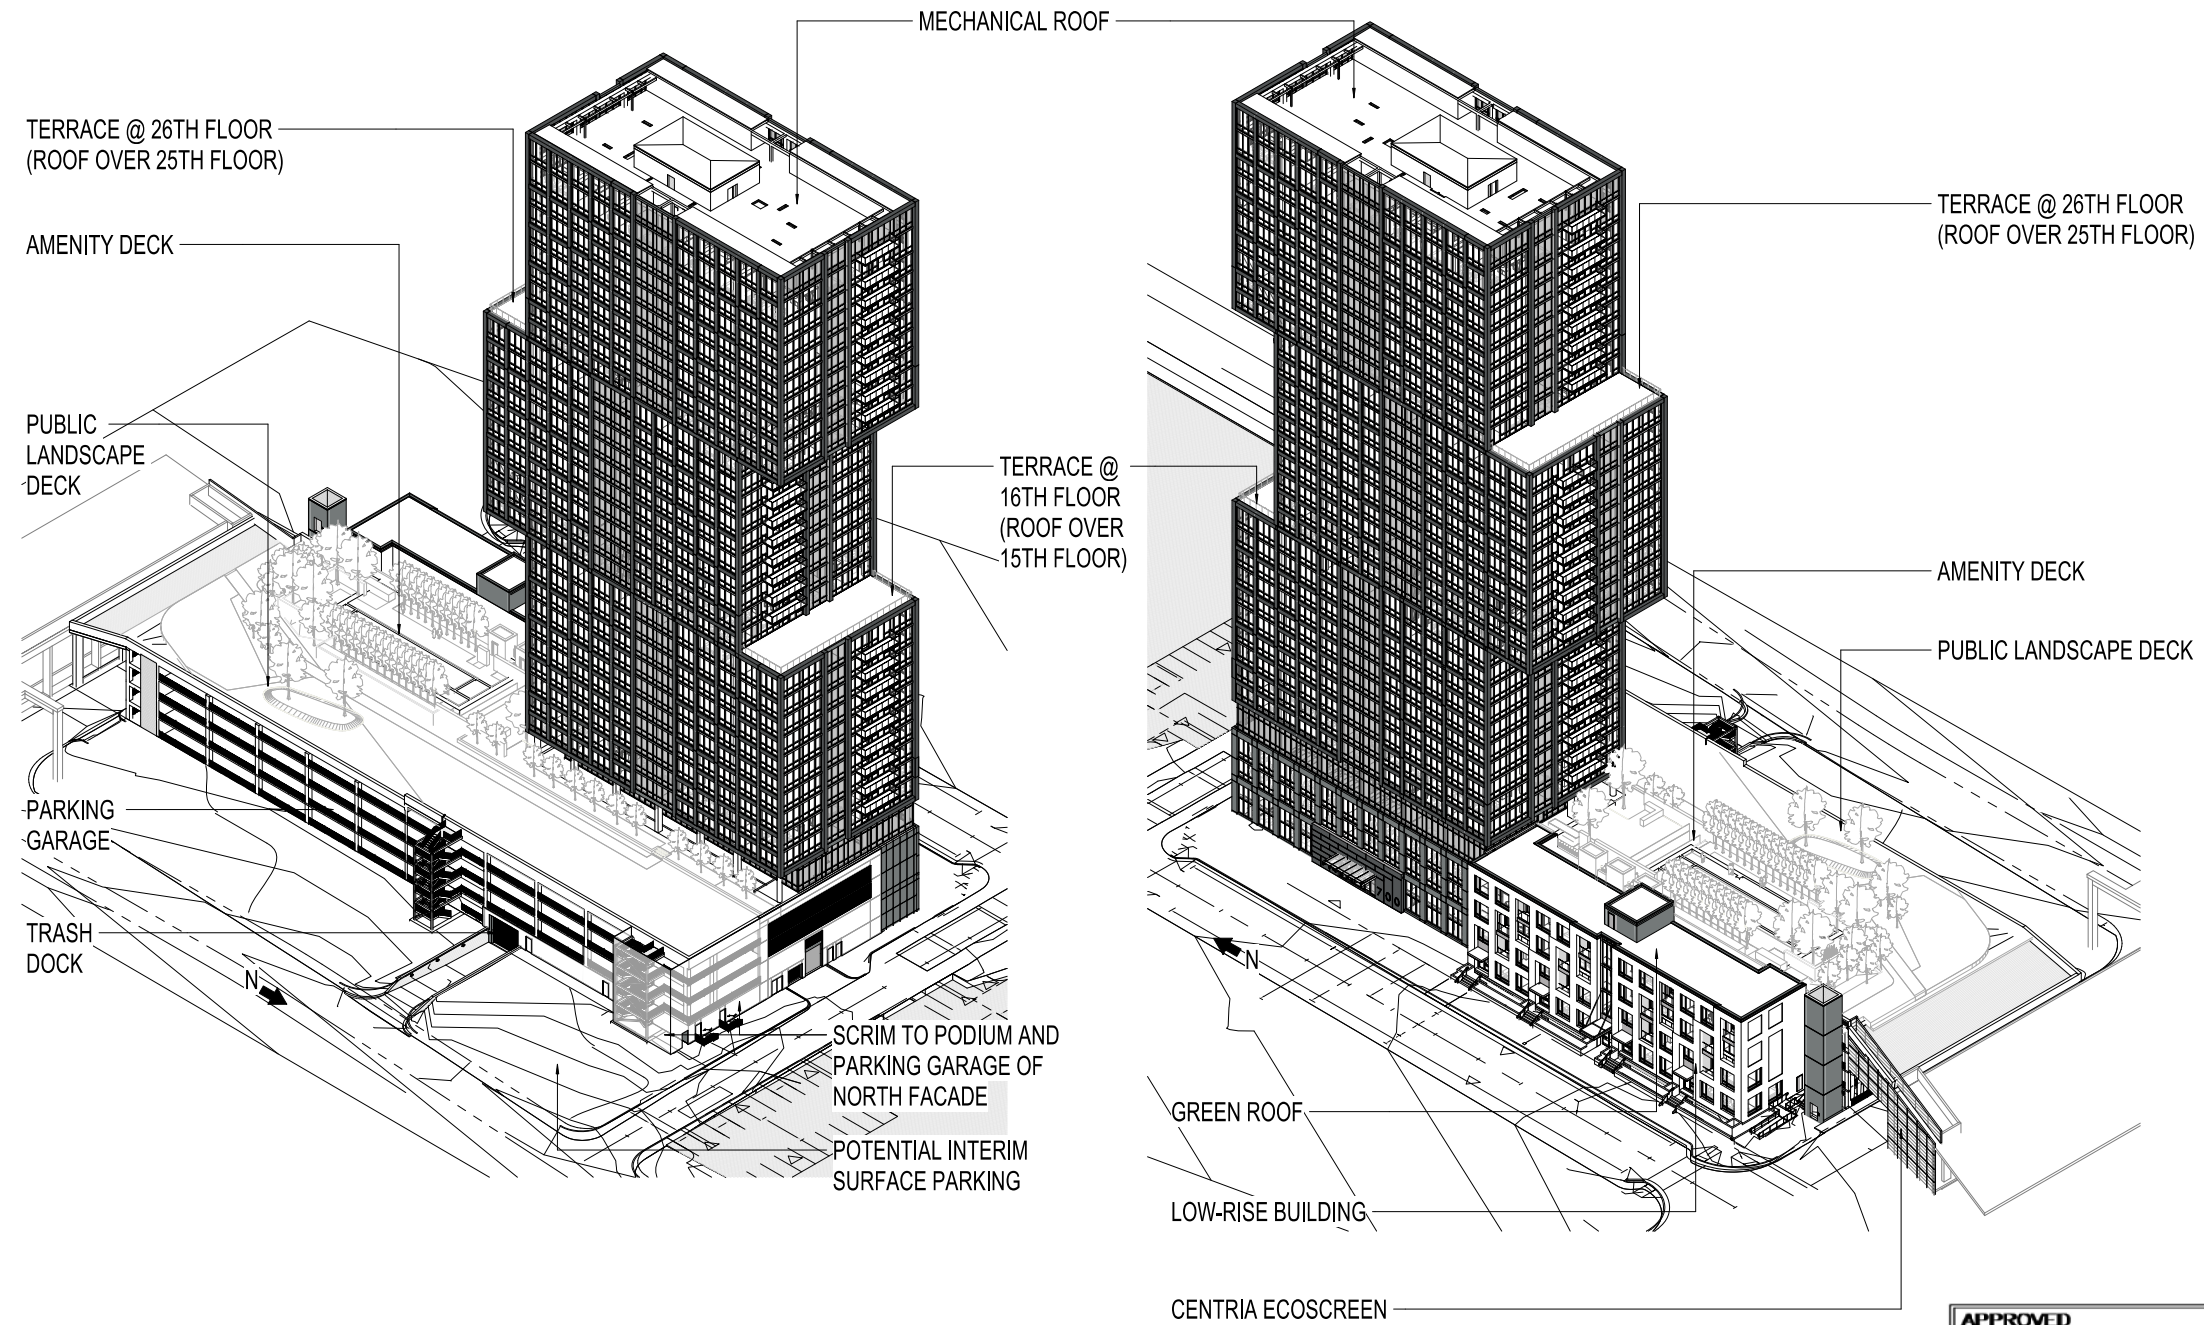 MECHANICAL ROOF
TERRACE @ 26TH FLOOR
(ROOF OVER 25TH FLOOR)
AMENITY DECK
PUBLIC
LANDSCAPE
DECK
PARKING
GARAGE
TRASH
DOCK
N
TERRACE @
16TH FLOOR
(ROOF OVER
15TH FLOOR)
SCRIM TO PODIUM AND
PARKING GARAGE OF
NORTH FACADE
POTENTIAL INTERIM
SURFACE PARKING
TERRACE @ 26TH FLOOR
(ROOF OVER 25TH FLOOR)
AMENITY DECK
PUBLIC LANDSCAPE DECK
700
N
GREEN ROOF
LOW-RISE BUILDING
CENTRIA ECOSCREEN
APPROVED